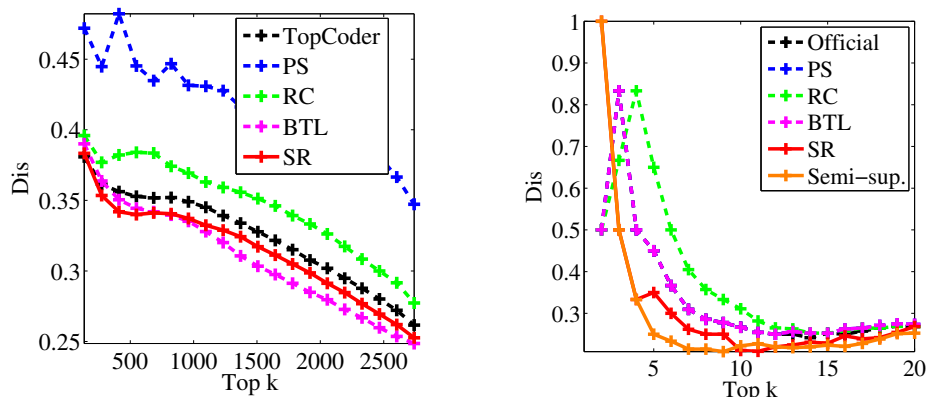 0.45
0.4
0.35
0.3
0.25
Dis
500 1000 1500 2000 2500
Top k
TopCoder
PS
RC
BTL
SR
1
0.9
0.8
0.7
0.6
0.5
0.4
0.3
Dis
5 10 15 20
Top k
Official
PS
RC
BTL
SR
Semi-sup.